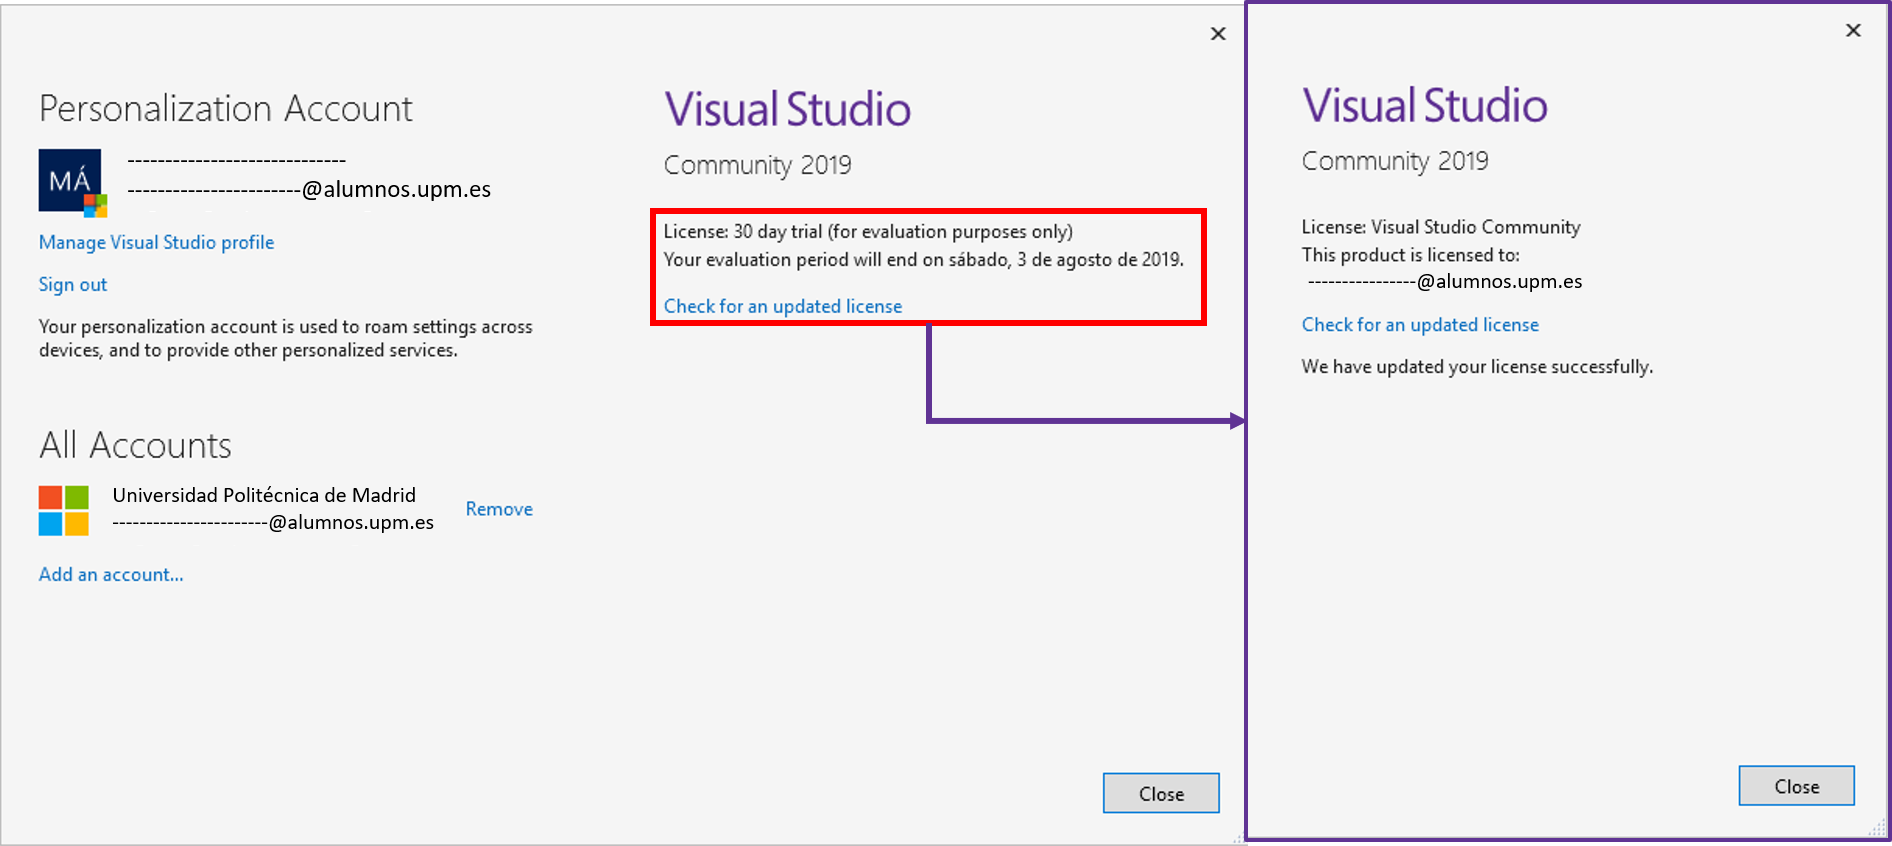 Personalization Account
MÁ
-----------------------------
-----------------------@alumnos.upm.es
Manage Visual Studio profile
Sign out
Your personalization account is used to roam settings across
devices, and to provide other personalized services.
All Accounts
Universidad Politécnica de Madrid
-----------------------@alumnos.upm.es
Remove
Add an account...
Visual Studio
Community 2019
License: 30 day trial (for evaluation purposes only)
Your evaluation period will end on sábado, 3 de agosto de 2019.
Check for an updated license
Close
Visual Studio
Community 2019
License: Visual Studio Community
This product is licensed to:
----------------@alumnos.upm.es
Check for an updated license
We have updated your license successfully.
Close